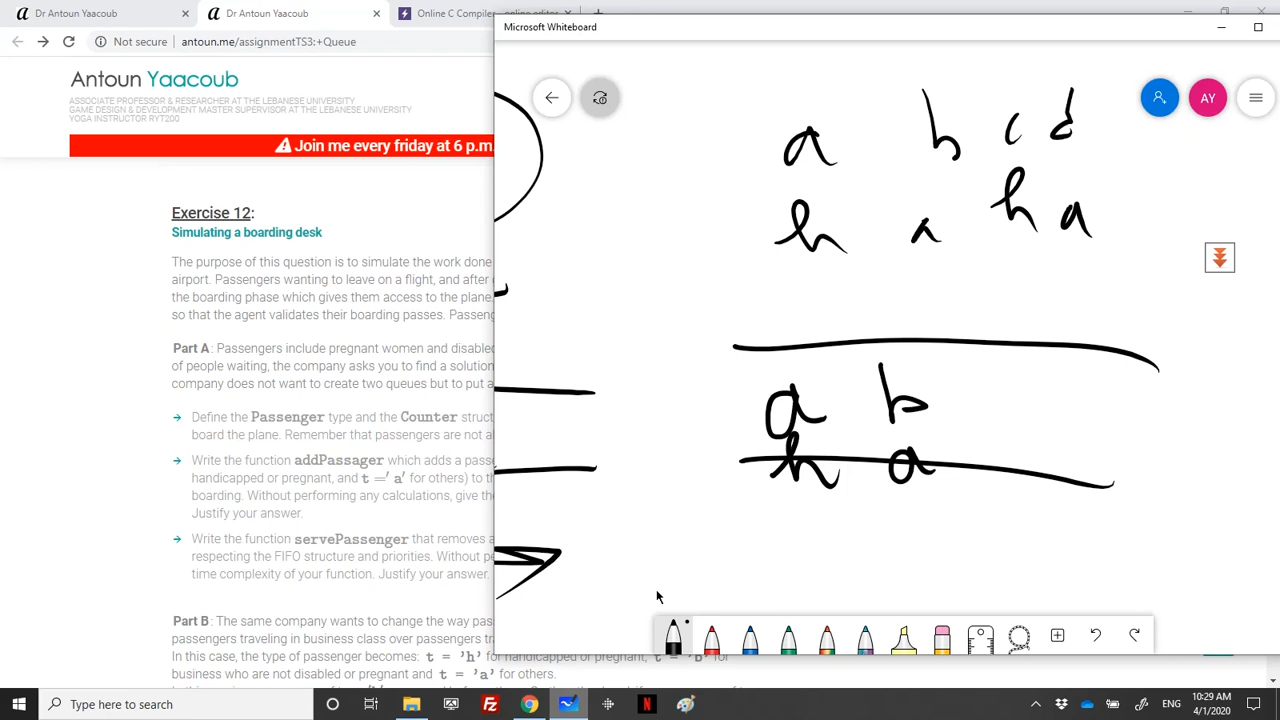 Dr Antoun Yaacoub
Dr Antoun Yaacoub
Online C Compiler - online editor
Not secure
antoun.me/assignmentTS3:+Queue
Antoun Yaacoub
ASSOCIATE PROFESSOR & RESEARCHER AT THE LEBANESE UNIVERSITY
GAME DESIGN & DEVELOPMENT MASTER SUPERVISOR AT THE LEBANESE UNIVERSITY
YOGA INSTRUCTOR RYT200
Join me every friday at 6 p.m.
Exercise 12:
Simulating a boarding desk
The purpose of this question is to simulate the work done
airport. Passengers wanting to leave on a flight, and after
the boarding phase which gives them access to the plane.
so that the agent validates their boarding passes. Passeng
Part A: Passengers include pregnant women and disabled
of people waiting, the company asks you to find a solution
company does not want to create two queues but to put a
Define the Passenger type and the Counter struct
board the plane. Remember that passengers are not al
Write the function addPassager which adds a passe
handicapped or pregnant, and t =' a' for others) to th
boarding. Without performing any calculations, give the
Justify your answer.
Write the function servePassenger that removes a
respecting the FIFO structure and priorities. Without pe
time complexity of your function. Justify your answer.
Part B: The same company wants to change the way pas
passengers traveling in business class over passengers tr
In this case, the type of passenger becomes: t = 'h' for handicapped or pregnant, t = 'b' for
business who are not disabled or pregnant and t = 'a' for others.
Microsoft Whiteboard
AY
a b c d
h a h a
a b
h a
Type here to search
ENG
10:29 AM
4/1/2020